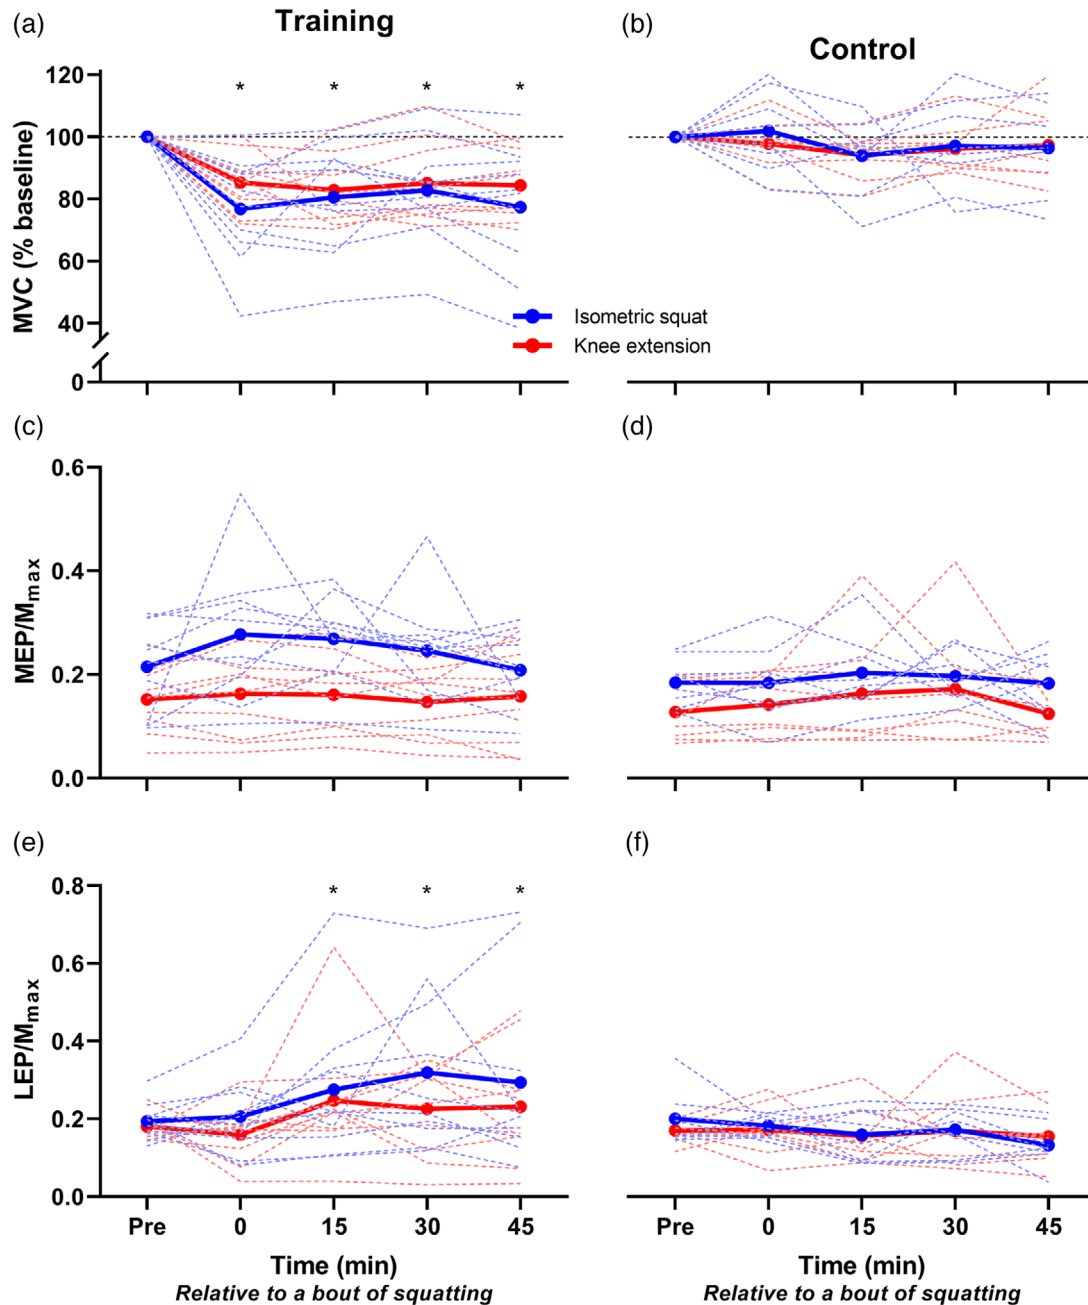 (a)
Training
(b)
Control
MVC (% baseline)
120
100
80
60
40
0
* * * *
Isometric squat
Knee extension
(c)
(d)
MEP/Mmax
0.6
0.4
0.2
0.0
(e)
(f)
LEP/Mmax
0.8
0.6
0.4
0.2
0.0
* * *
Pre 0 15 30 45
Time (min)
Relative to a bout of squatting
Pre 0 15 30 45
Time (min)
Relative to a bout of squatting